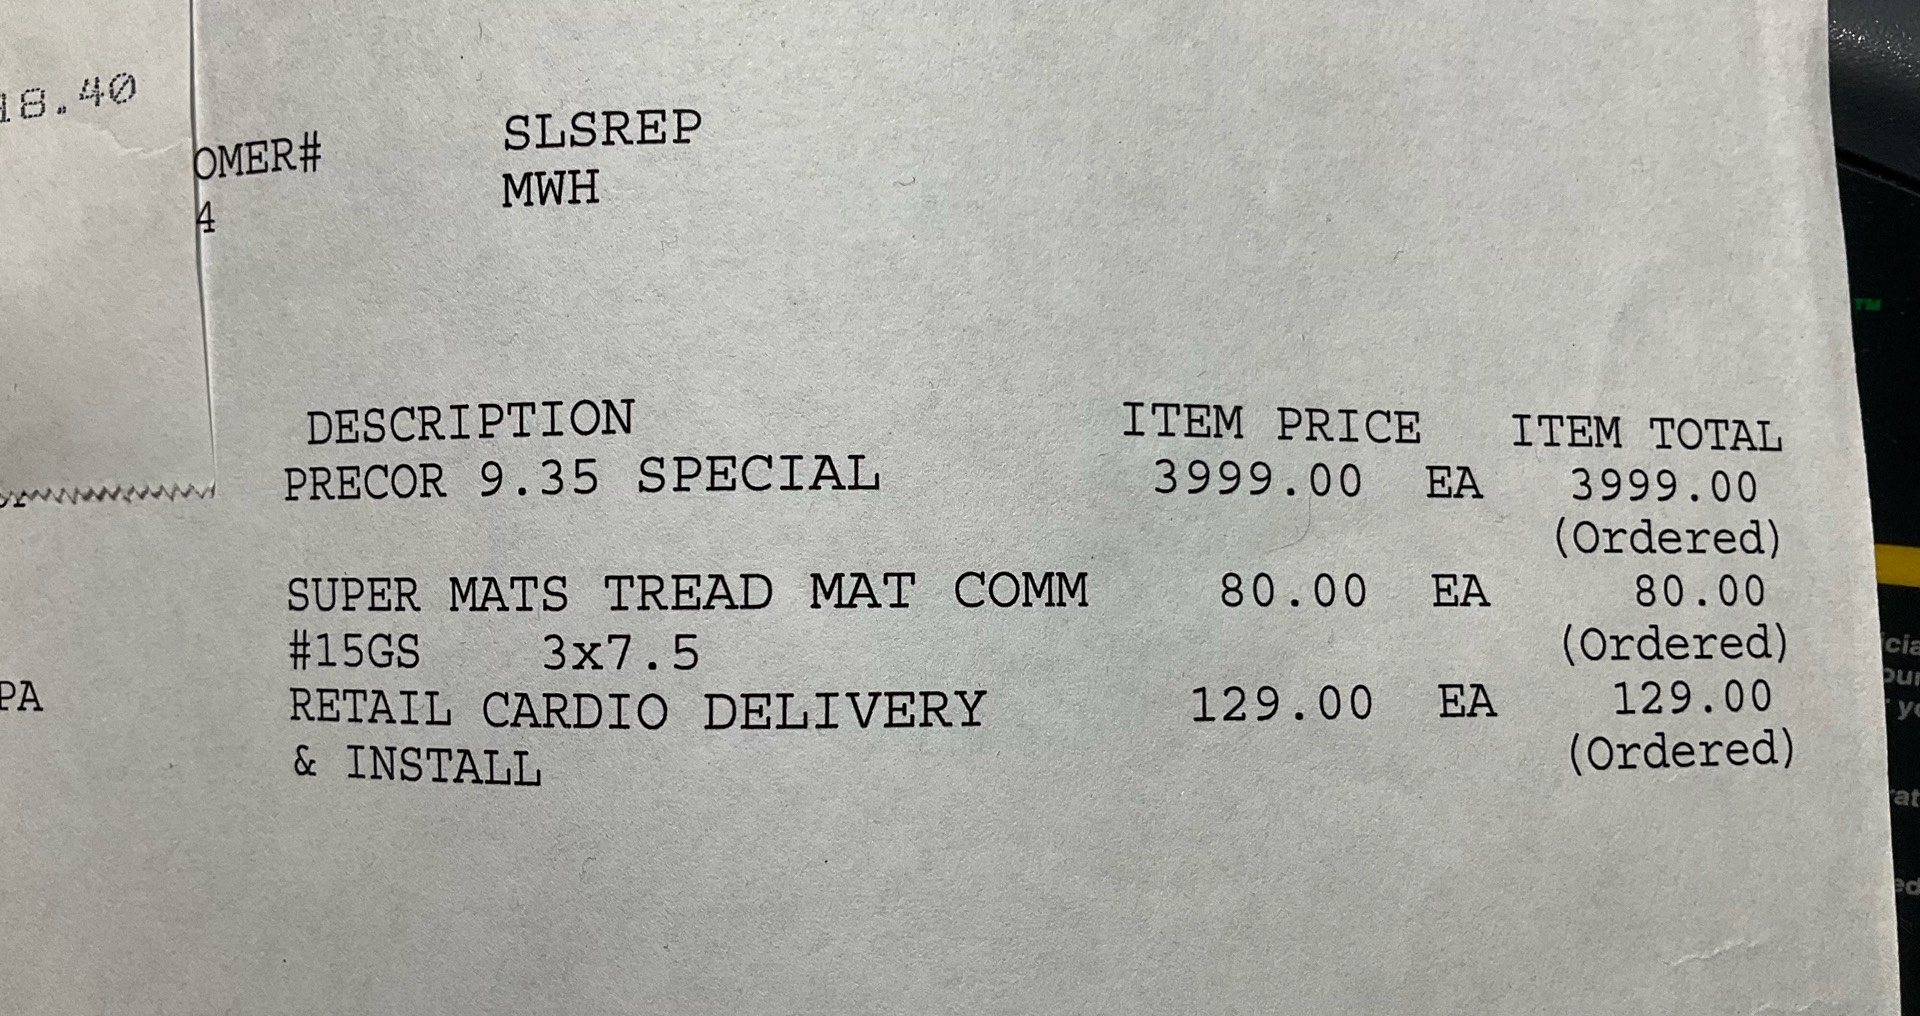 18.40
OMER# SLSREP
4 MWH
DESCRIPTION ITEM PRICE ITEM TOTAL
PRECOR 9.35 SPECIAL 3999.00 EA 3999.00
(Ordered)
SUPER MATS TREAD MAT COMM 80.00 EA 80.00
(Ordered)
#15GS 3x7.5
PA
RETAIL CARDIO DELIVERY 129.00 EA 129.00
& INSTALL (Ordered)
TM